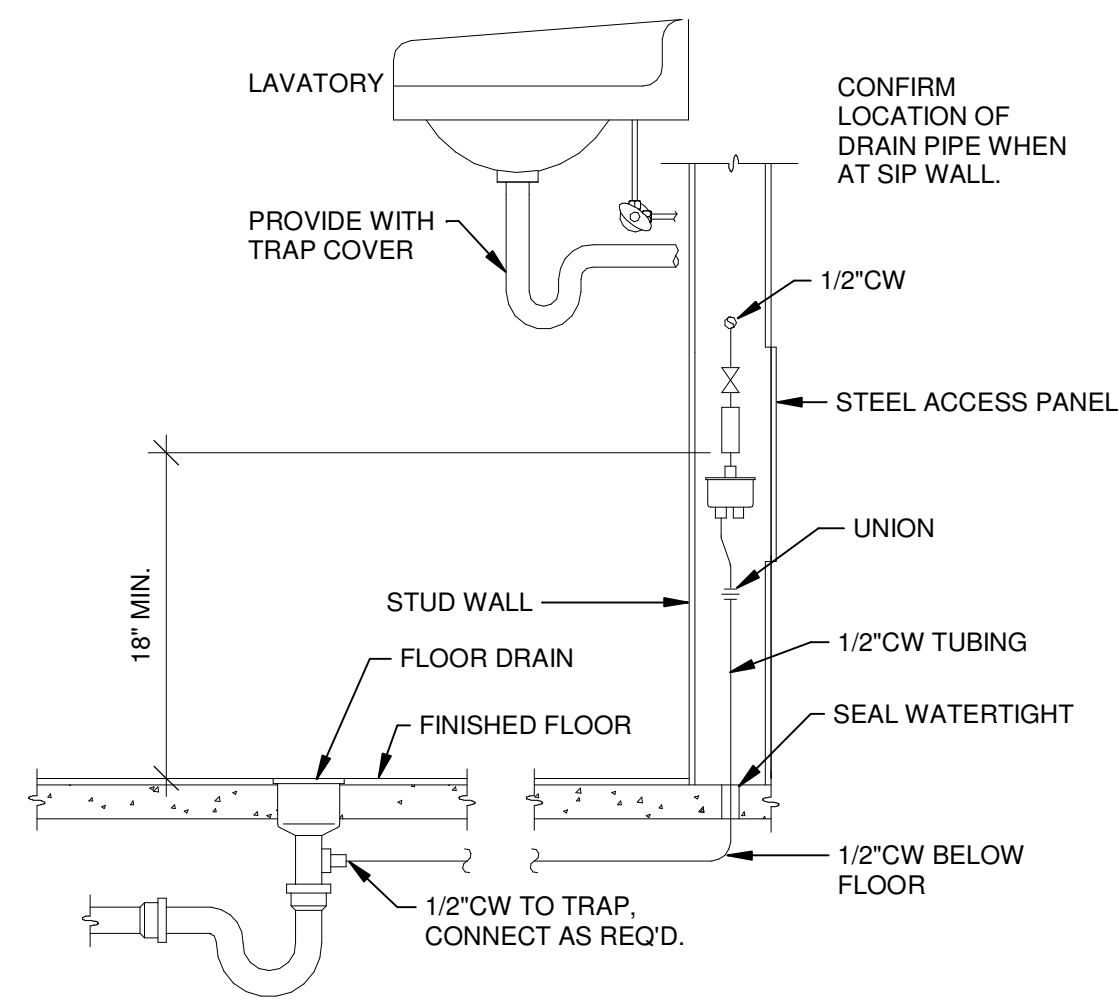 LAVATORY
CONFIRM
LOCATION OF
DRAIN PIPE WHEN
AT SIP WALL.
PROVIDE WITH
TRAP COVER
1/2"CW
STEEL ACCESS PANEL
UNION
18" MIN.
STUD WALL
1/2"CW TUBING
FLOOR DRAIN
SEAL WATERTIGHT
FINISHED FLOOR
1/2"CW BELOW
FLOOR
1/2"CW TO TRAP,
CONNECT AS REQ'D.